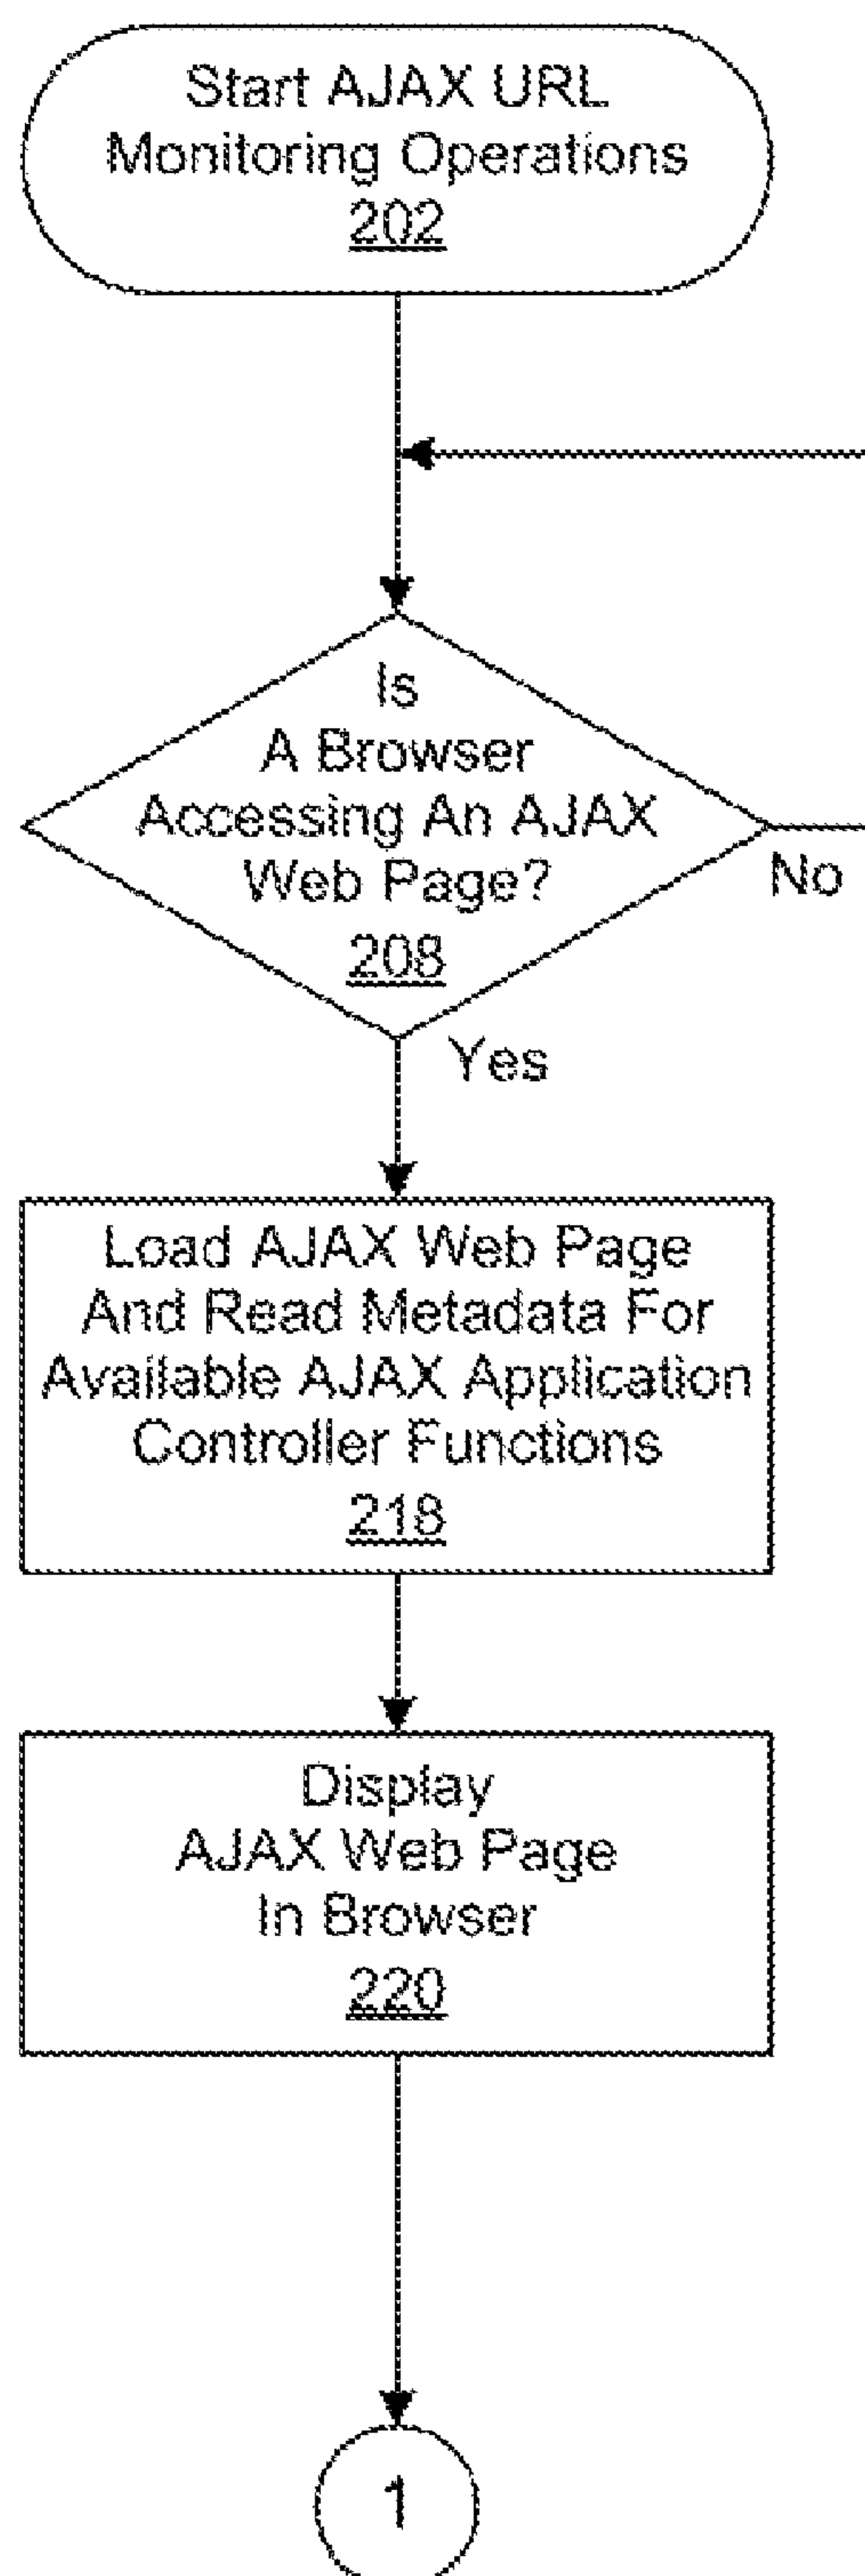 Start AJAX URL
Monitoring Operations
202
Is
A Browser
Accessing An AJAX
Web Page?
208
No
Yes
Load AJAX Web Page
And Read Metadata For
Available AJAX Application
Controller Functions
218
Display
AJAX Web Page
In Browser
220
1